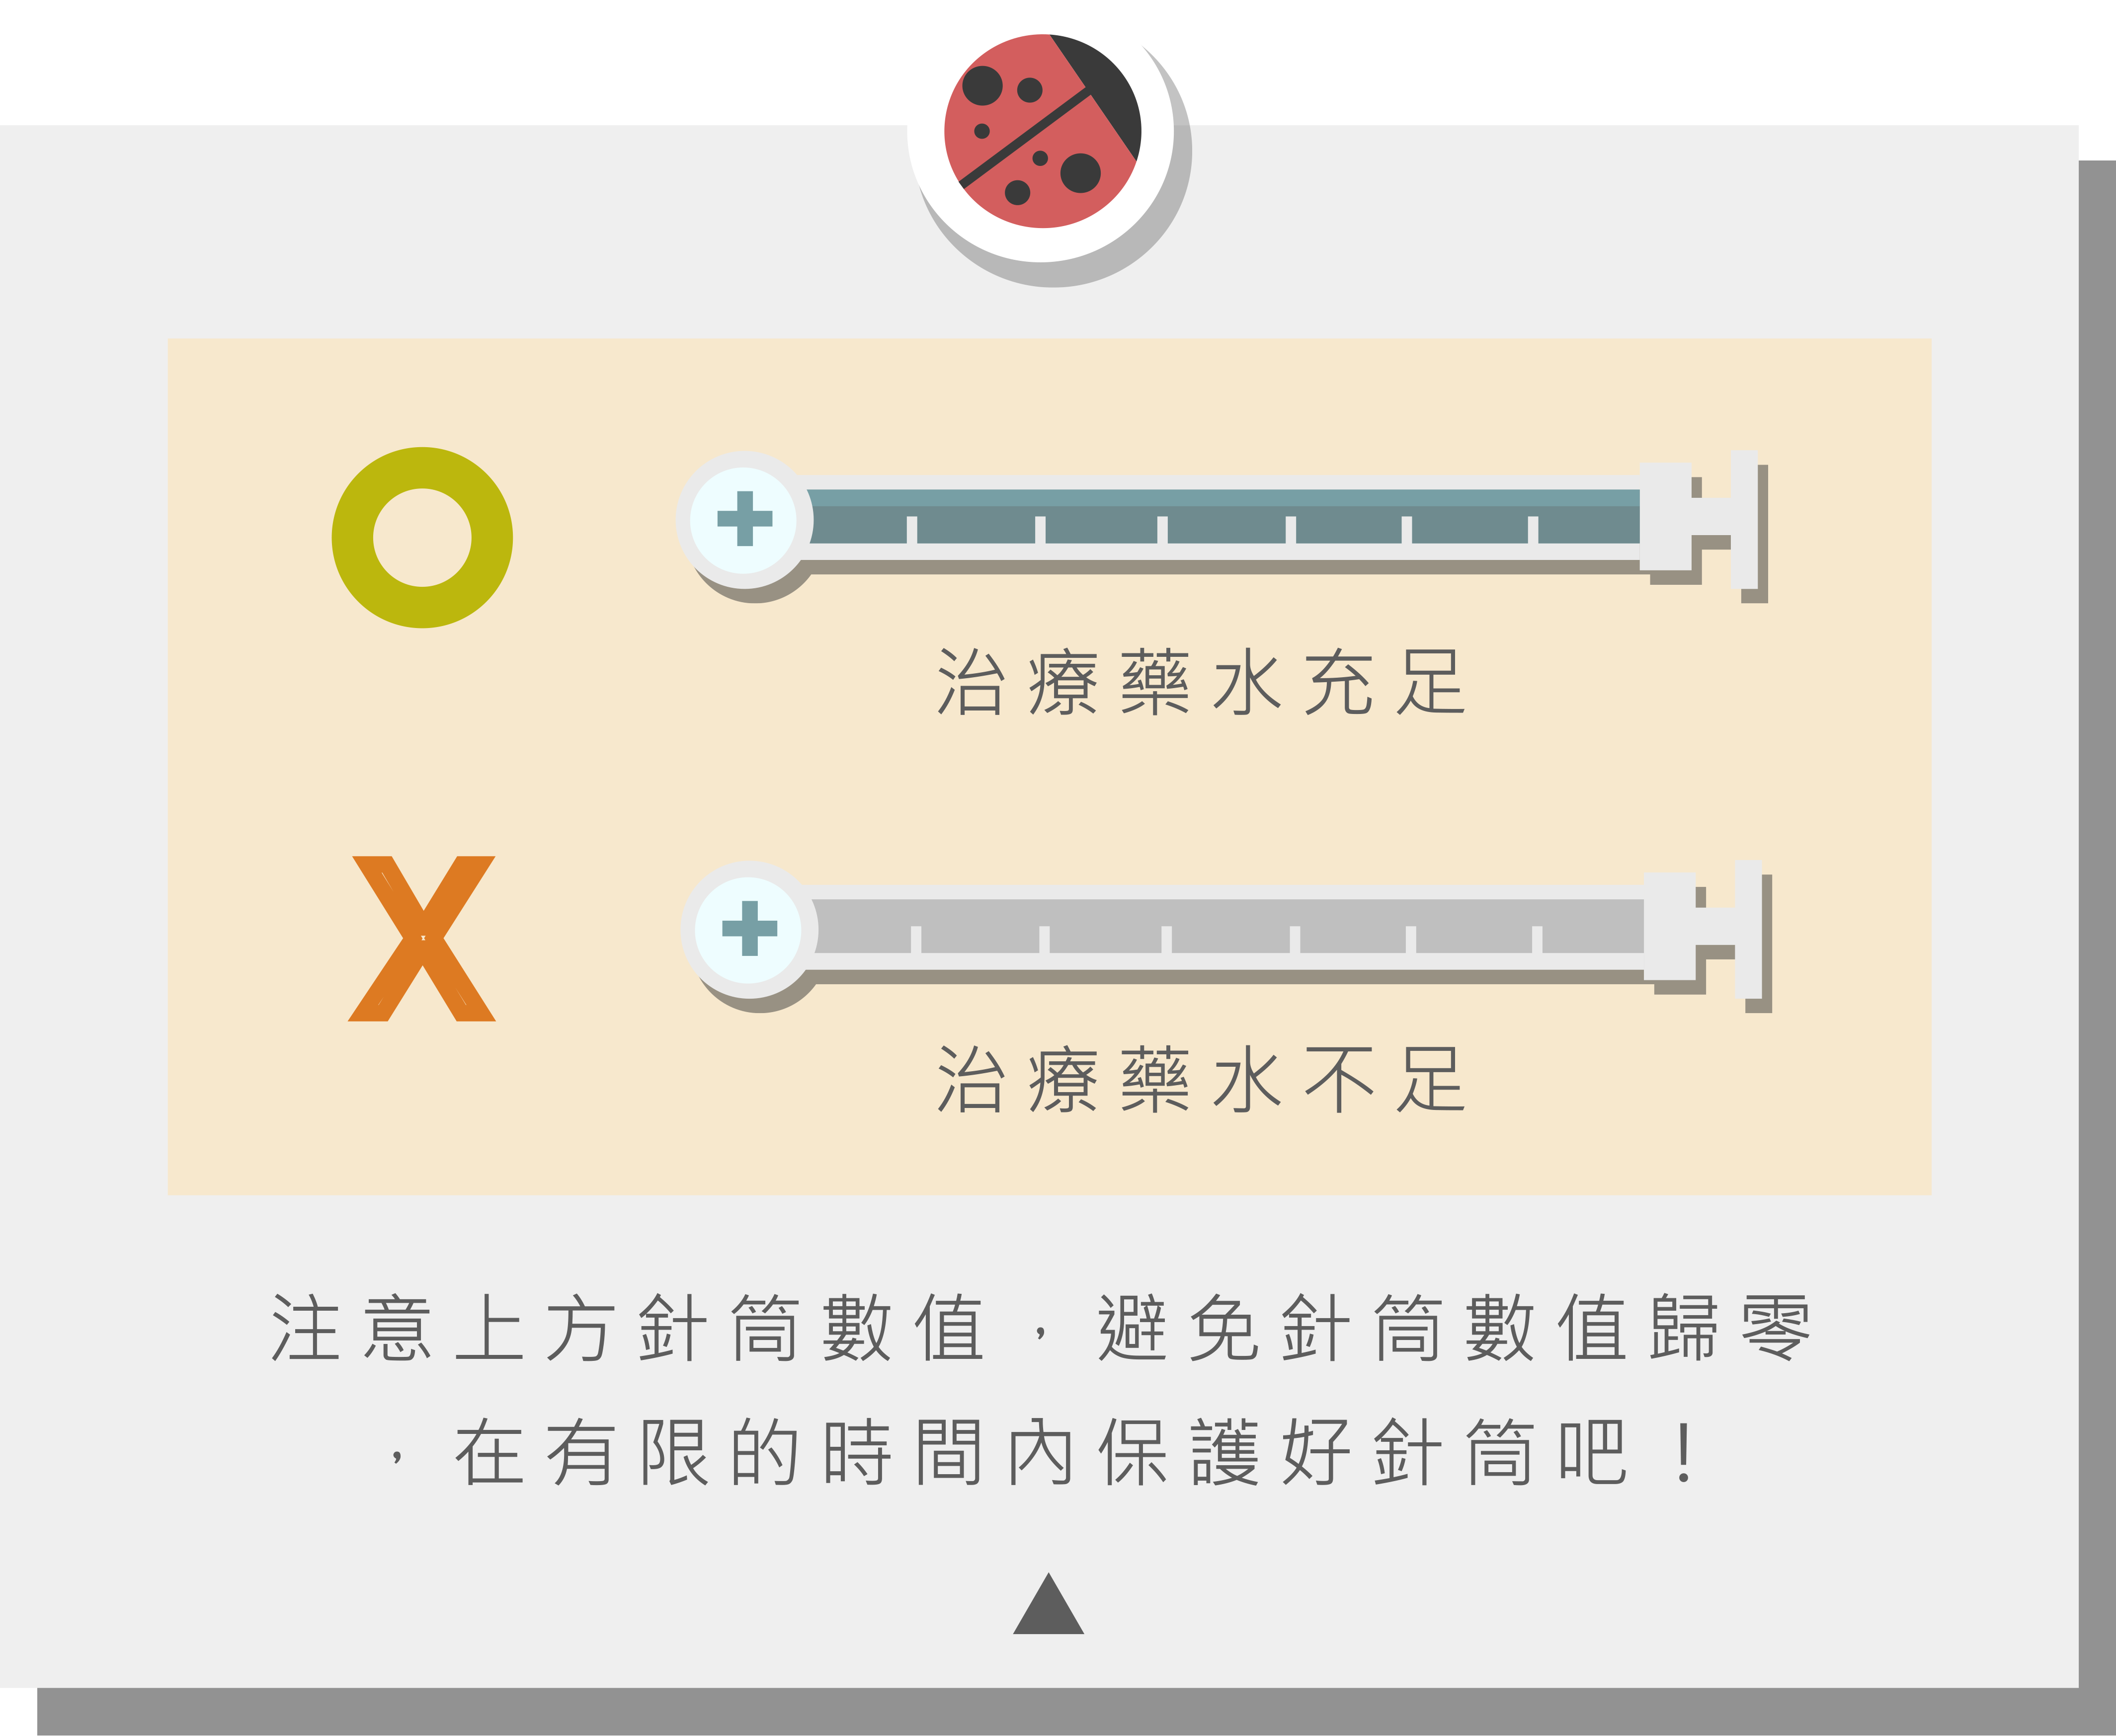 治療藥水充足
X
治療藥水不足
注意上方針筒數值，避免針筒數值歸零
，在有限的時間內保護好針筒吧！